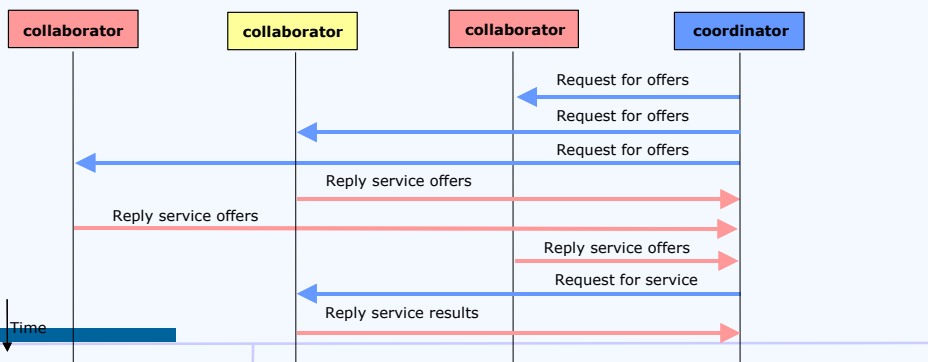 collaborator
collaborator
collaborator
coordinator
Request for offers
Request for offers
Request for offers
Reply service offers
Reply service offers
Reply service offers
Request for service
Reply service results
Time